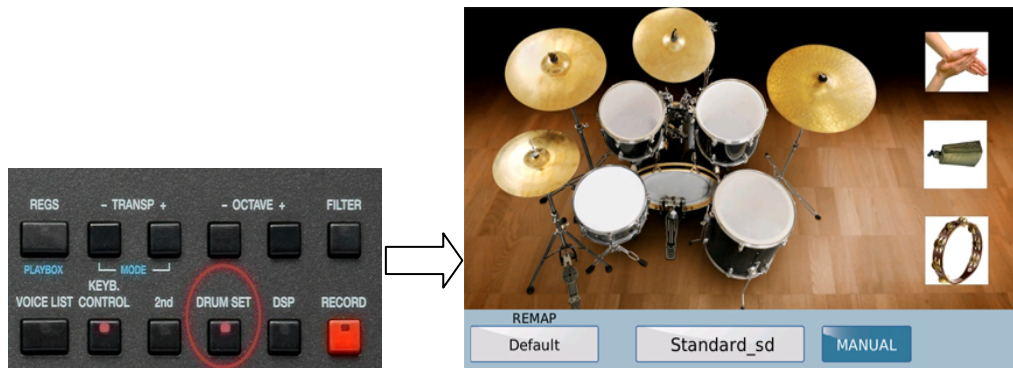 REGS
- TRANSP +
- OCTAVE +
FILTER
PLAYBOX
MODE
VOICE LIST
KEYB.
CONTROL
2nd
DRUM SET
DSP
RECORD
REMAP
Default
Standard_sd
MANUAL